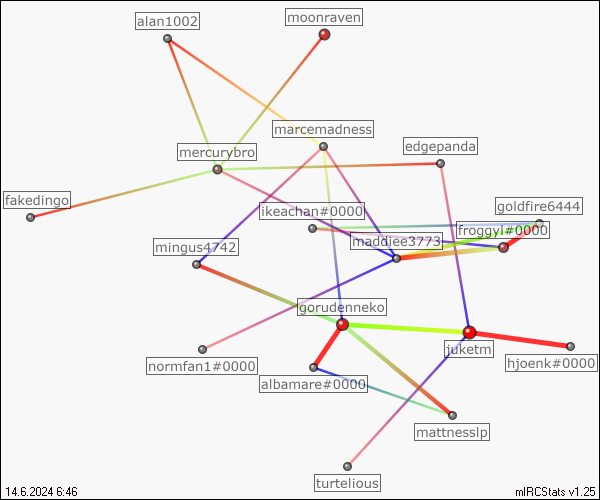 moonraven
alan1002
marcemadness
edgepanda
mercurybro
fakedingo
goldfire6444
ikeachan#0000
froggyl#0000
maddiee3773
mingus4742
gorudenneko
juketm
normfan1#0000
hjoenk#0000
albamare#0000
mattnesslp
turtelious
14.6.2024 6:46
mIRCStats v1.25